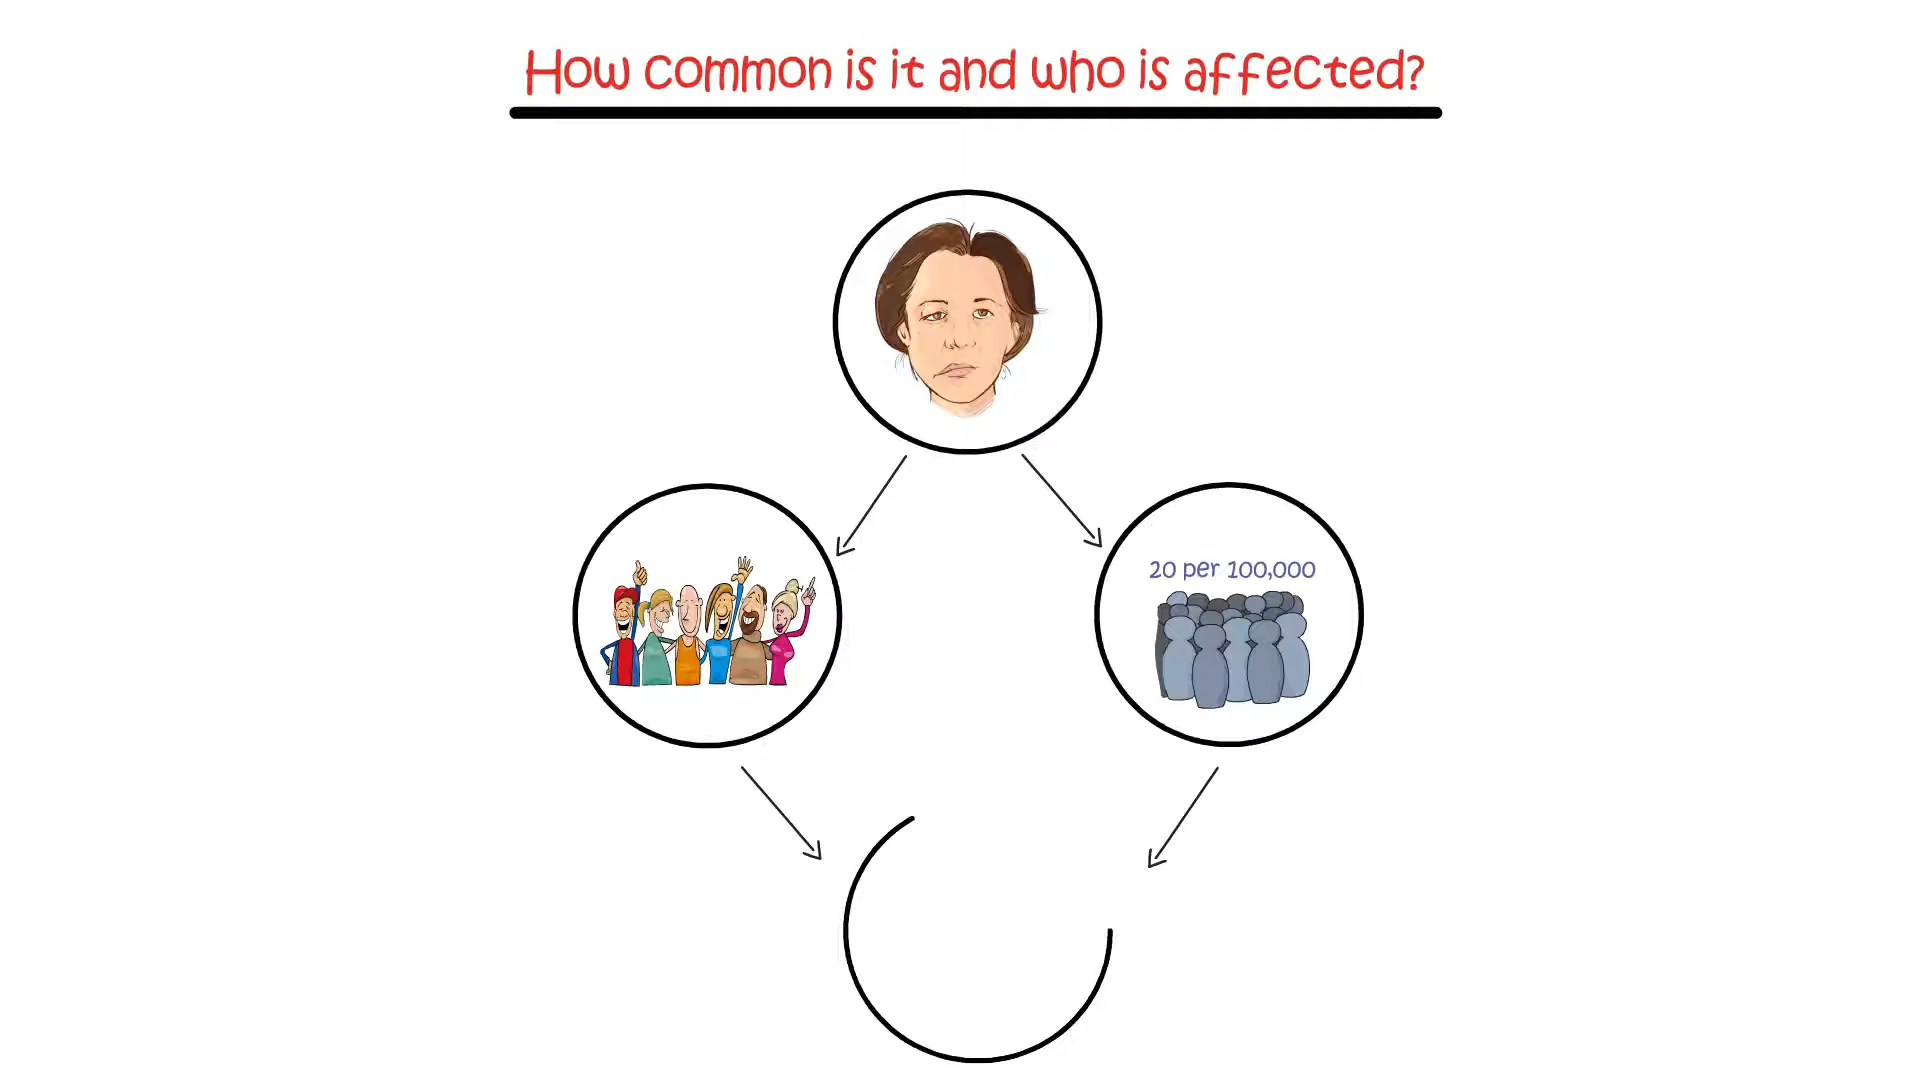 How common is it and who is affected?
20 per 100,000